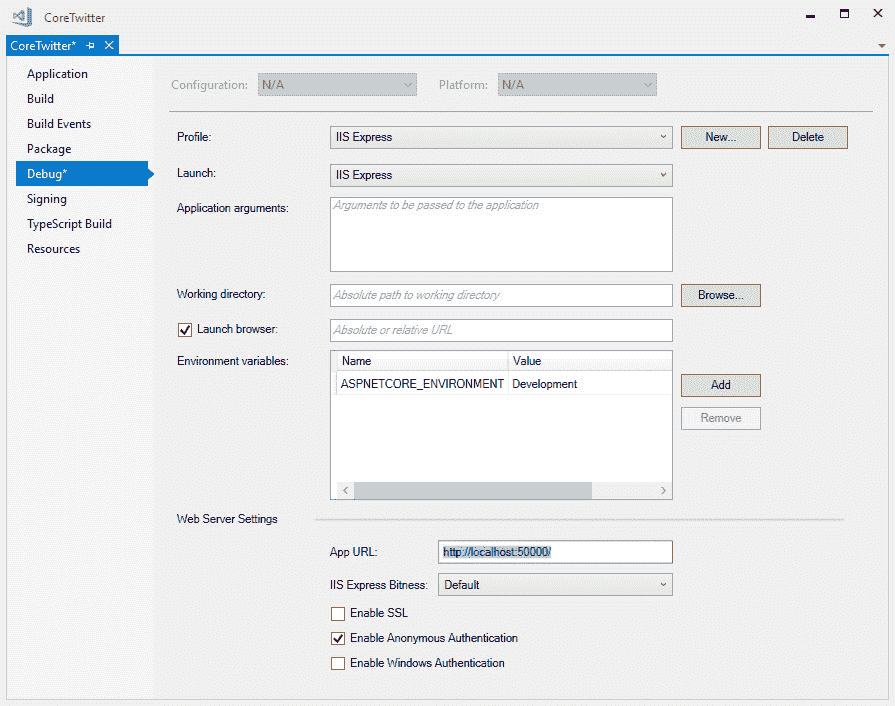 CoreTwitter
CoreTwitter*
Application
Build
Build Events
Package
Debug*
Signing
TypeScript Build
Resources
Configuration: N/A Platform: N/A
Profile: IIS Express New... Delete
Launch: IIS Express
Application arguments: Arguments to be passed to the application
Working directory: Absolute path to working directory Browse...
Launch browser: Absolute or relative URL
Environment variables: Name Value
ASPNETCORE_ENVIRONMENT Development Add
Remove
Web Server Settings
App URL: http://localhost:50000/
IIS Express Bitness: Default
Enable SSL
Enable Anonymous Authentication
Enable Windows Authentication